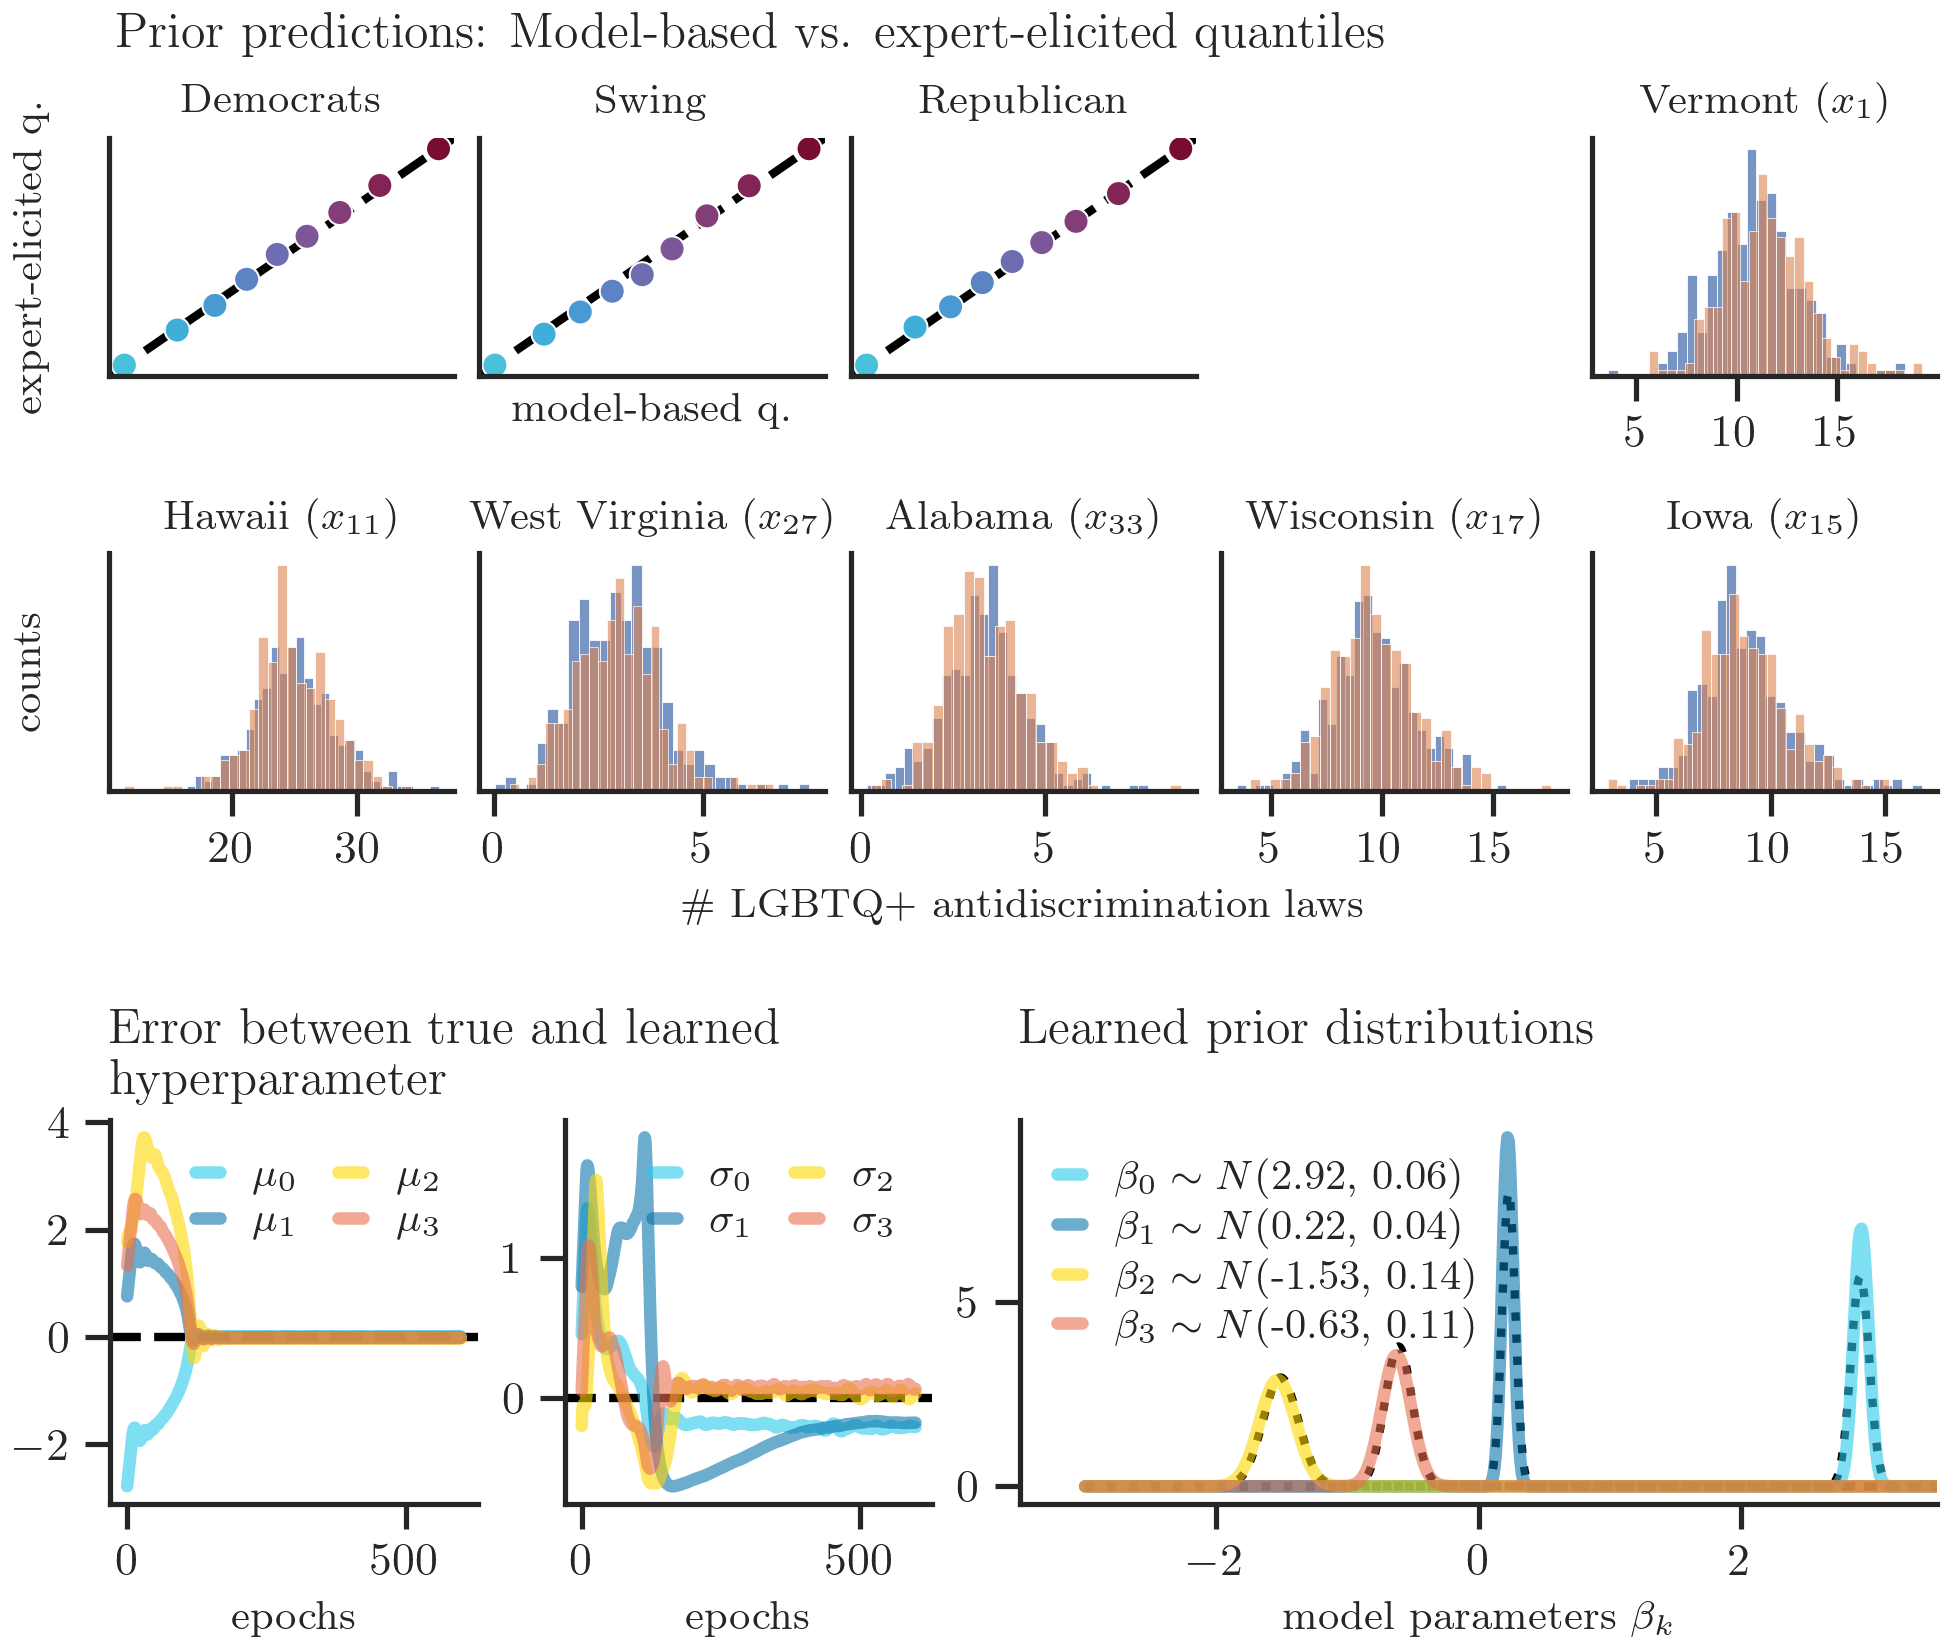 Prior predictions: Model-based vs. expert-elicited quantiles
Democrats
Swing
Republican
Vermont (x₁)
expert-elicited q.
model-based q.
5 10 15
Hawaii (x₁₁)
West Virginia (x₂₇)
Alabama (x₃₃)
Wisconsin (x₁₇)
Iowa (x₁₅)
counts
20 30
0 5
0 5
5 10 15
5 10 15
# LGBTQ+ antidiscrimination laws
Error between true and learned
hyperparameter
4
2
0
−2
μ₀ μ₂
μ₁ μ₃
0 500
epochs
1
0
σ₀ σ₂
σ₁ σ₃
0 500
epochs
Learned prior distributions
5
0
β₀ ∼ N(2.92, 0.06)
β₁ ∼ N(0.22, 0.04)
β₂ ∼ N(-1.53, 0.14)
β₃ ∼ N(-0.63, 0.11)
−2 0 2
model parameters βₖ